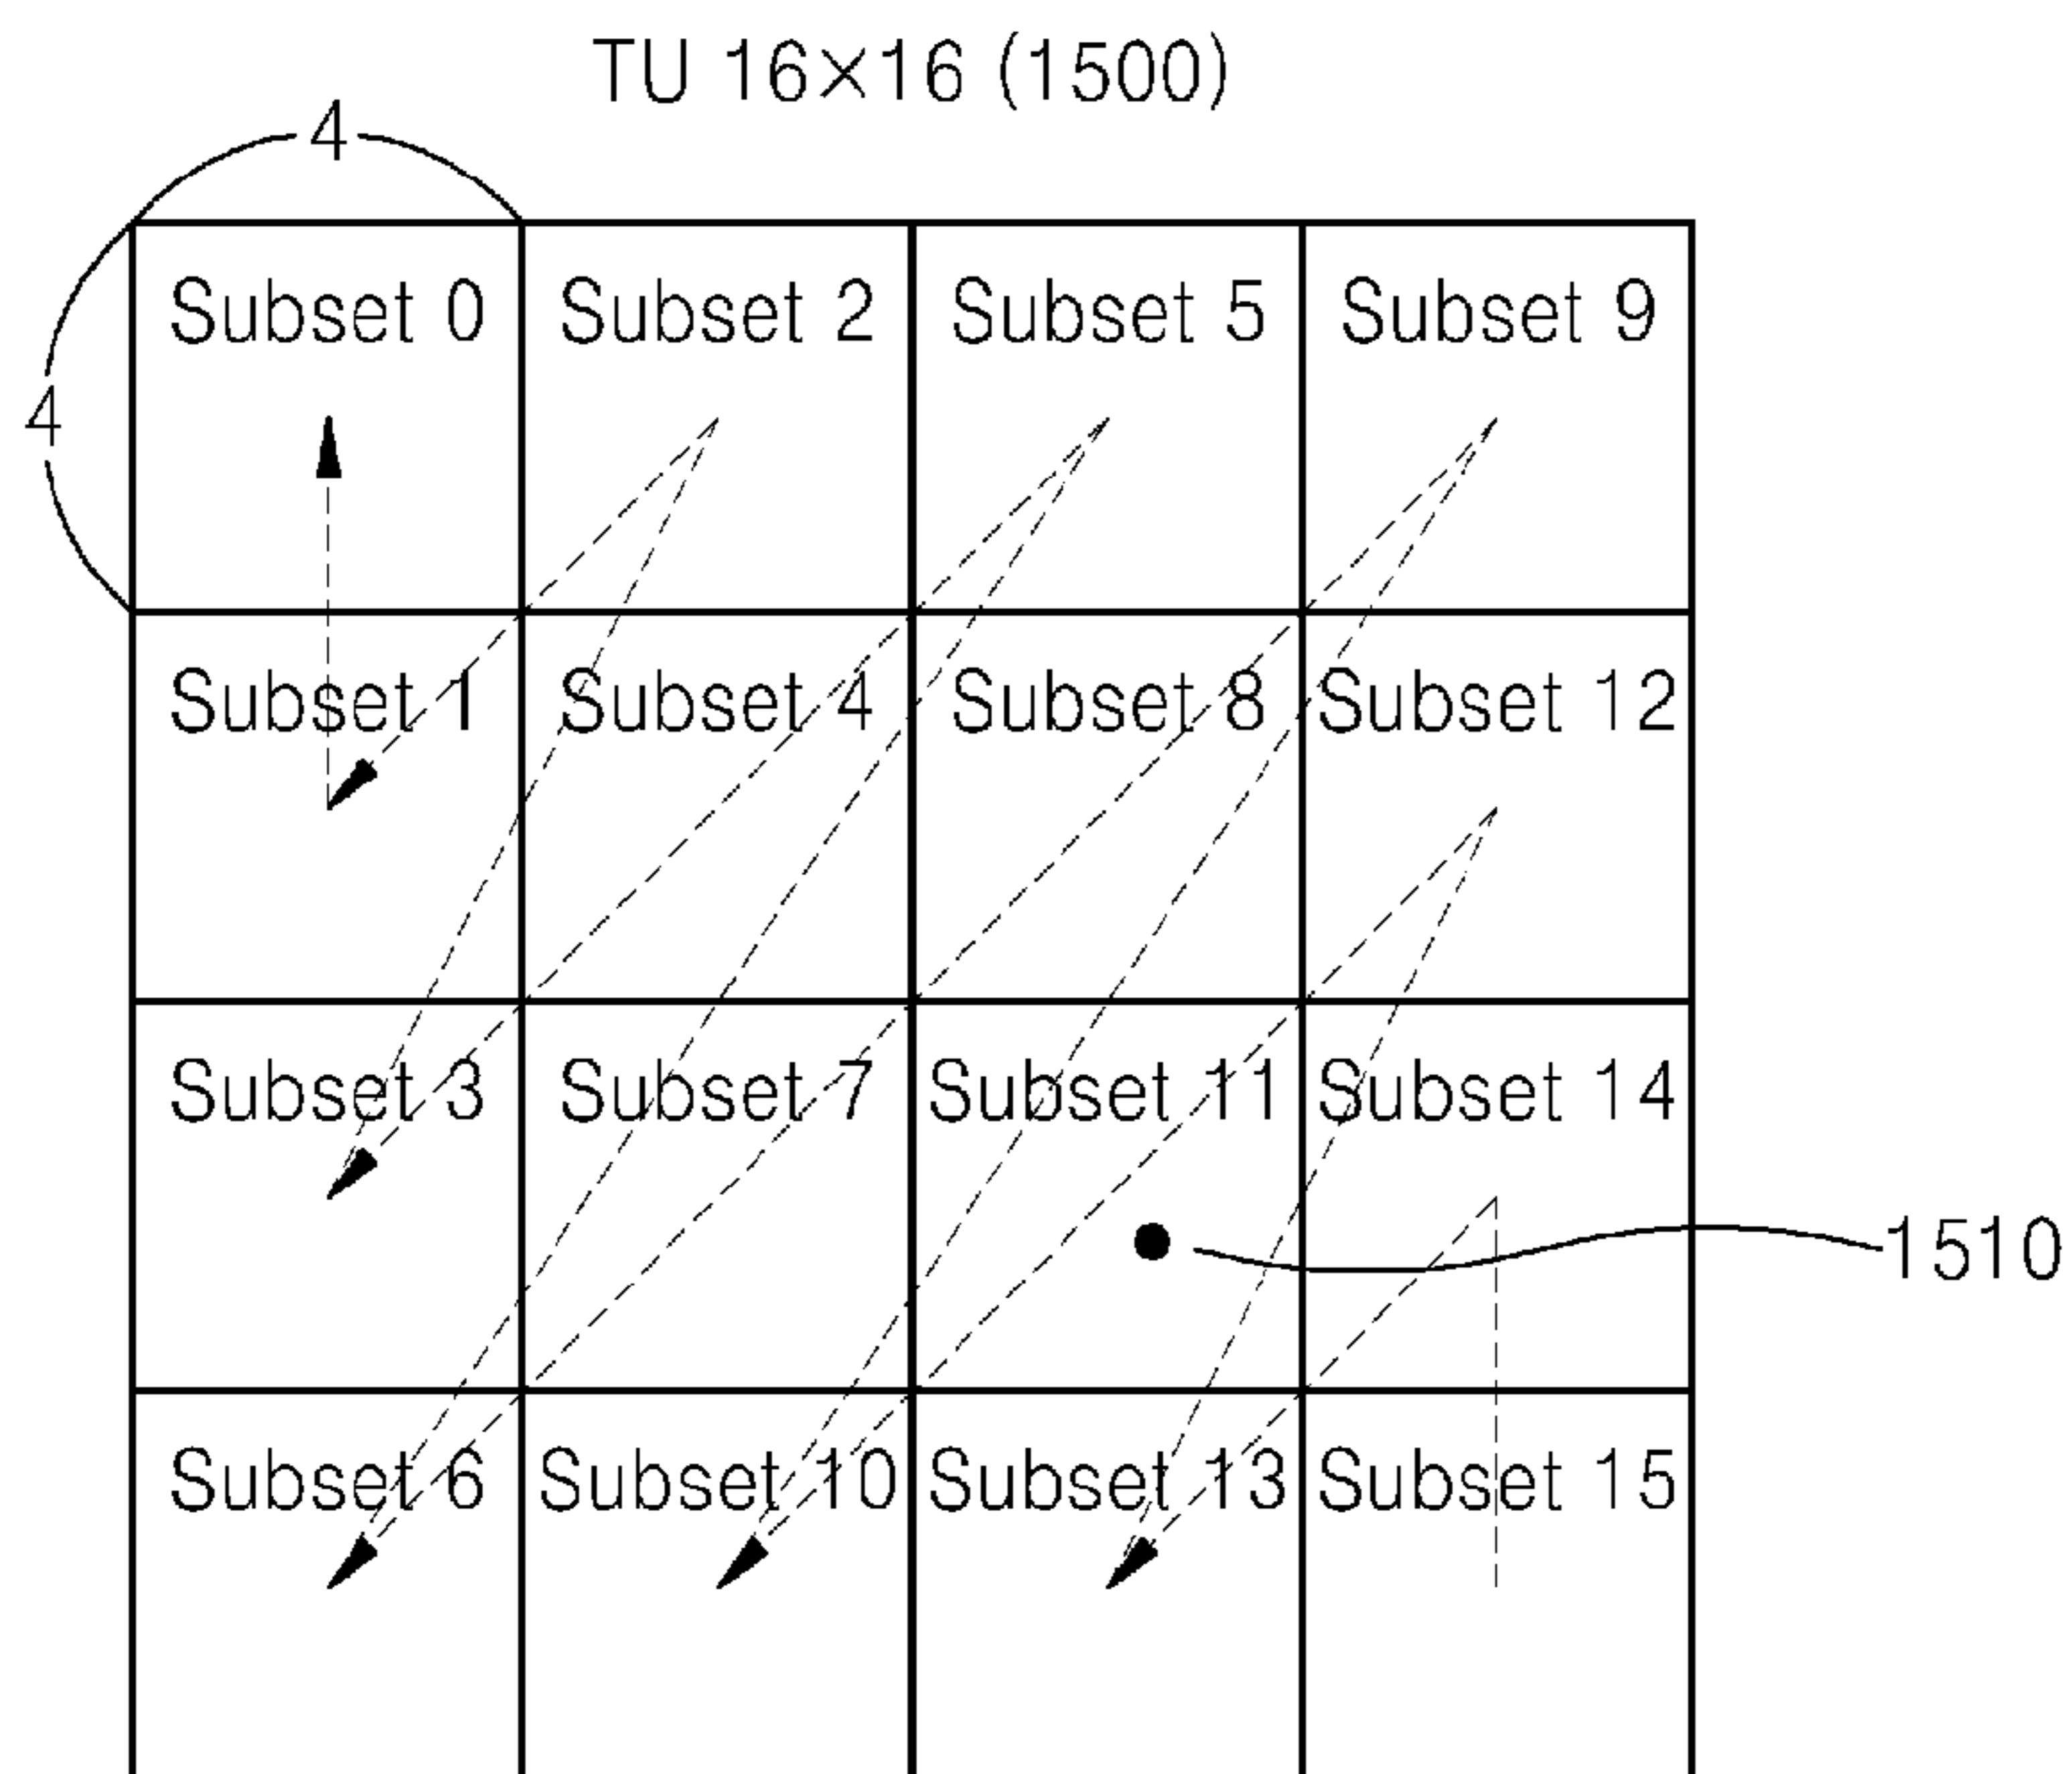 TU 16×16 (1500)
4
4
Subset 0 Subset 2 Subset 5 Subset 9
Subset 1 Subset 4 Subset 8 Subset 12
Subset 3 Subset 7 Subset 11 Subset 14
1510
Subset 6 Subset 10 Subset 13 Subset 15